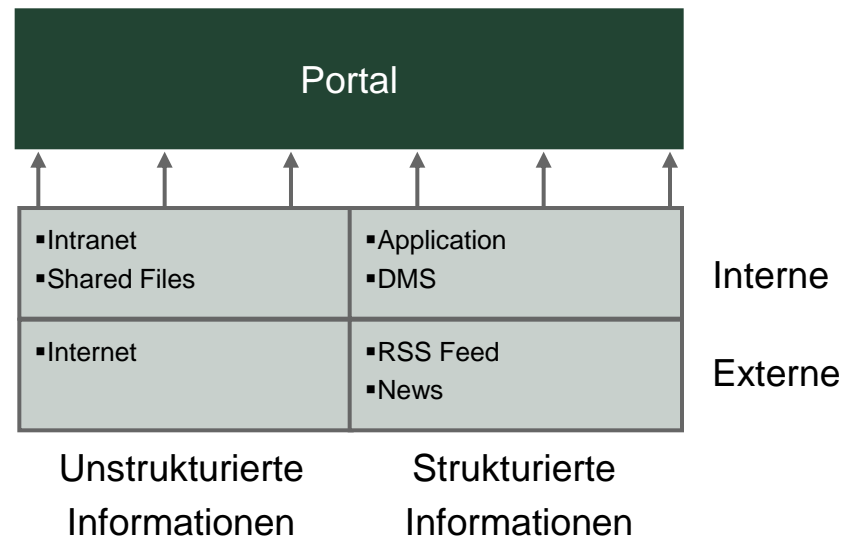 Portal
▪Intranet
▪Shared Files
▪Application
▪DMS
Interne
▪Internet
▪RSS Feed
▪News
Externe
Unstrukturierte
Informationen
Strukturierte
Informationen